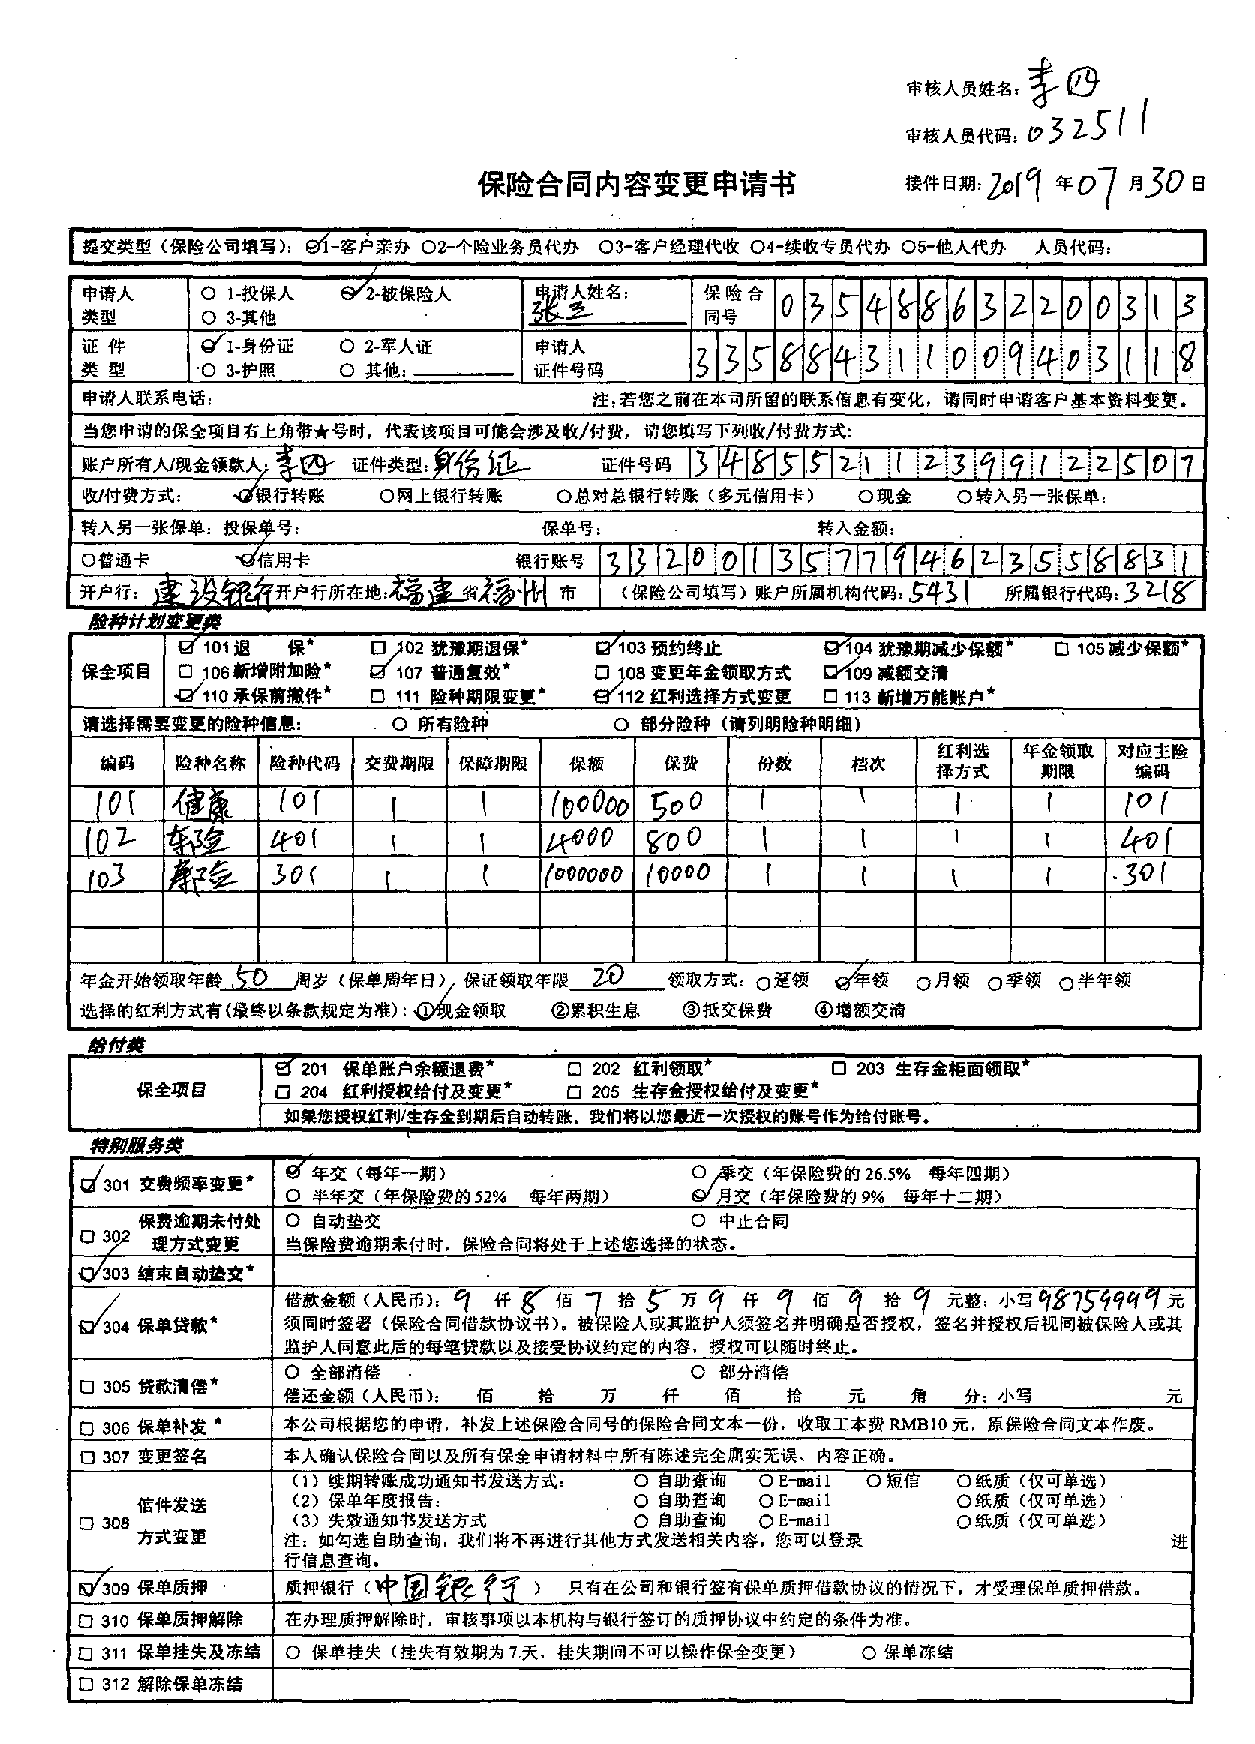 审核人员姓名：李四
审核人员代码：032511
保险合同内容变更申请书
接件日期：2019年07月30日
提交类型（保险公司填写）：☑1-客户亲办 ○2-个险业务员代办 ○3-客户经理代收 ○4-续收专员代办 ○5-他人代办 人员代码：
申请人类型 ○ 1-投保人 ☑ 2-被保险人 ○ 3-其他 申请人姓名：张三 保险合同号 035488632200313
证件类型 ☑ 1-身份证 ○ 2-军人证 ○ 3-护照 ○ 其他： 申请人证件号码 335884311009403118
申请人联系电话： 注：若您之前在本司所留的联系信息有变化，请同时申请客户基本资料变更。
当您申请的保全项目右上角带★号时，代表该项目可能会涉及收/付费，请您填写下列收/付费方式：
账户所有人/现金领款人：李四 证件类型：身份证 证件号码 348552112399122507
收/付费方式： ☑银行转账 ○网上银行转账 ○总对总银行转账（多元信用卡） ○现金 ○转入另一张保单：
转入另一张保单：投保单号： 保单号： 转入金额：
○普通卡 ☑信用卡 银行账号 332001357794623558831
开户行：建设银行 开户行所在地：福建省福州市 （保险公司填写）账户所属机构代码：5431 所属银行代码：3218
险种计划变更类
保全项目
☑ 101 退 保* □ 102 犹豫期退保* ☑ 103 预约终止 ☑ 104 犹豫期减少保额* □ 105 减少保额*
□ 106 新增附加险* ☑ 107 普通复效* □ 108 变更年金领取方式 ☑ 109 减额交清
☑ 110 承保前撤件* □ 111 险种期限变更* ☑ 112 红利选择方式变更 □ 113 新增万能账户*
请选择需要变更的险种信息： ○ 所有险种 ○ 部分险种（请列明险种明细）
编码 险种名称 险种代码 交费期限 保障期限 保额 保费 份数 档次 红利选择方式 年金领取期限 对应主险编码
101 健康 101 1 1 100000 500 1 1 1 1 101
102 车险 401 1 1 4000 800 1 1 1 1 401
103 寿险 301 1 1 1000000 10000 1 1 1 1 301
年金开始领取年龄 50 周岁（保单周年日），保证领取年限 20 领取方式：○趸领 ☑年领 ○月领 ○季领 ○半年领
选择的红利方式有（最终以条款规定为准）：①现金领取 ②累积生息 ③抵交保费 ④增额交清
给付类
保全项目
☑ 201 保单账户余额退费* □ 202 红利领取* □ 203 生存金柜面领取*
□ 204 红利授权给付及变更* □ 205 生存金授权给付及变更*
如果您授权红利/生存金到期后自动转账，我们将以您最近一次授权的账号作为给付账号。
特别服务类
☑ 301 交费频率变更* ☑ 年交（每年一期） ○ 季交（年保险费的26.5% 每年四期）
○ 半年交（年保险费的52% 每年两期） ☑ 月交（年保险费的9% 每年十二期）
□ 302 保费逾期未付处理方式变更 ○ 自动垫交 ○ 中止合同
当保险费逾期未付时，保险合同将处于上述您选择的状态。
☑ 303 结束自动垫交*
☑ 304 保单贷款* 借款金额（人民币）：9仟8佰7拾5万9仟9佰9拾9元整：小写98759999元
须同时签署《保险合同借款协议书》。被保险人或其监护人须签名并明确是否授权，签名并授权后视同被保险人或其
监护人同意此后的每笔贷款以及接受协议约定的内容，授权可以随时终止。
□ 305 贷款清偿* ○ 全部清偿 ○ 部分清偿
偿还金额（人民币）： 佰 拾 万 仟 佰 拾 元 角 分：小写 元
□ 306 保单补发* 本公司根据您的申请，补发上述保险合同号的保险合同文本一份，收取工本费RMB10元，原保险合同文本作废。
□ 307 变更签名 本人确认保险合同以及所有保全申请材料中所有陈述完全属实无误、内容正确。
□ 308 信件发送方式变更
（1）续期转账成功通知书发送方式： ○ 自助查询 ○E-mail ○短信 ○纸质（仅可单选）
（2）保单年度报告： ○ 自助查询 ○E-mail ○纸质（仅可单选）
（3）失效通知书发送方式 ○ 自助查询 ○E-mail ○纸质（仅可单选）
注：如勾选自助查询，我们将不再进行其他方式发送相关内容，您可以登录 进
行信息查询。
☑ 309 保单质押 质押银行（中国银行） 只有在公司和银行签有保单质押借款协议的情况下，才受理保单质押借款。
□ 310 保单质押解除 在办理质押解除时，审核事项以本机构与银行签订的质押协议中约定的条件为准。
□ 311 保单挂失及冻结 ○ 保单挂失（挂失有效期为7天，挂失期间不可以操作保全变更） ○ 保单冻结
□ 312 解除保单冻结